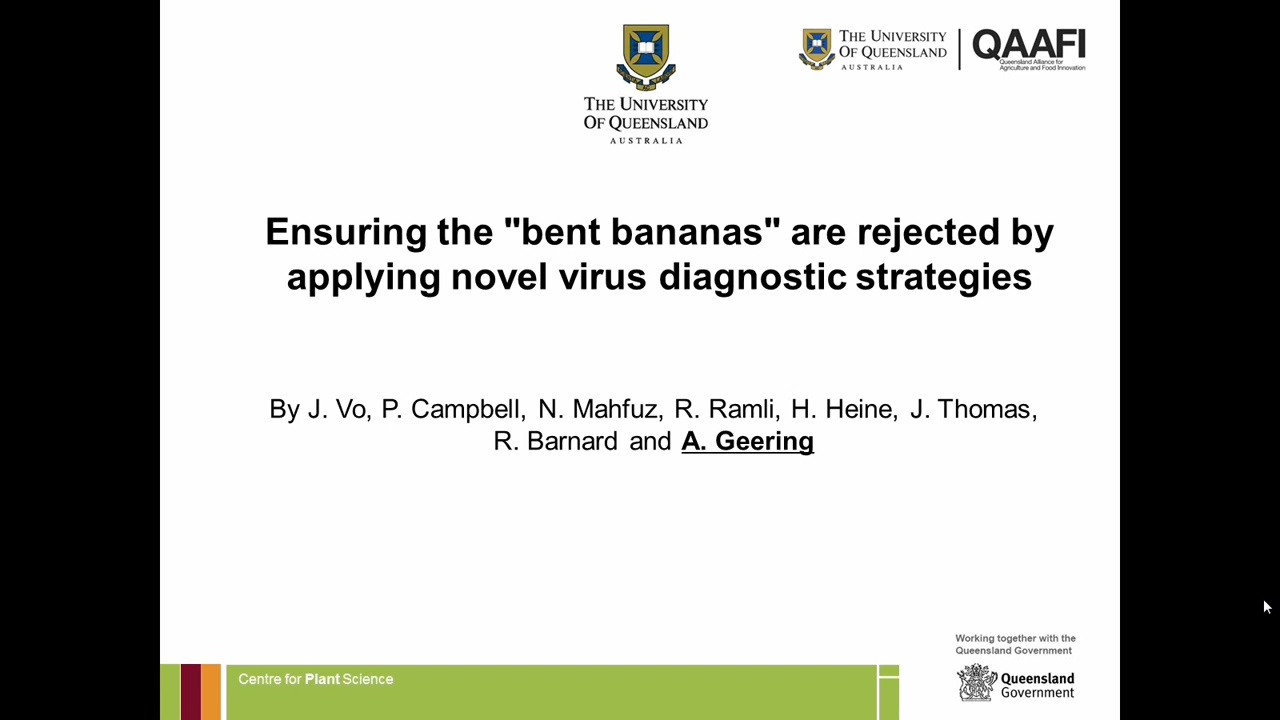 THE UNIVERSITY
OF QUEENSLAND
AUSTRALIA
THE UNIVERSITY
OF QUEENSLAND
AUSTRALIA
QAAFI
Queensland Alliance for
Agriculture and Food Innovation
Ensuring the "bent bananas" are rejected by
applying novel virus diagnostic strategies
By J. Vo, P. Campbell, N. Mahfuz, R. Ramli, H. Heine, J. Thomas,
R. Barnard and A. Geering
Working together with the
Queensland Government
Centre for Plant Science
Queensland
Government